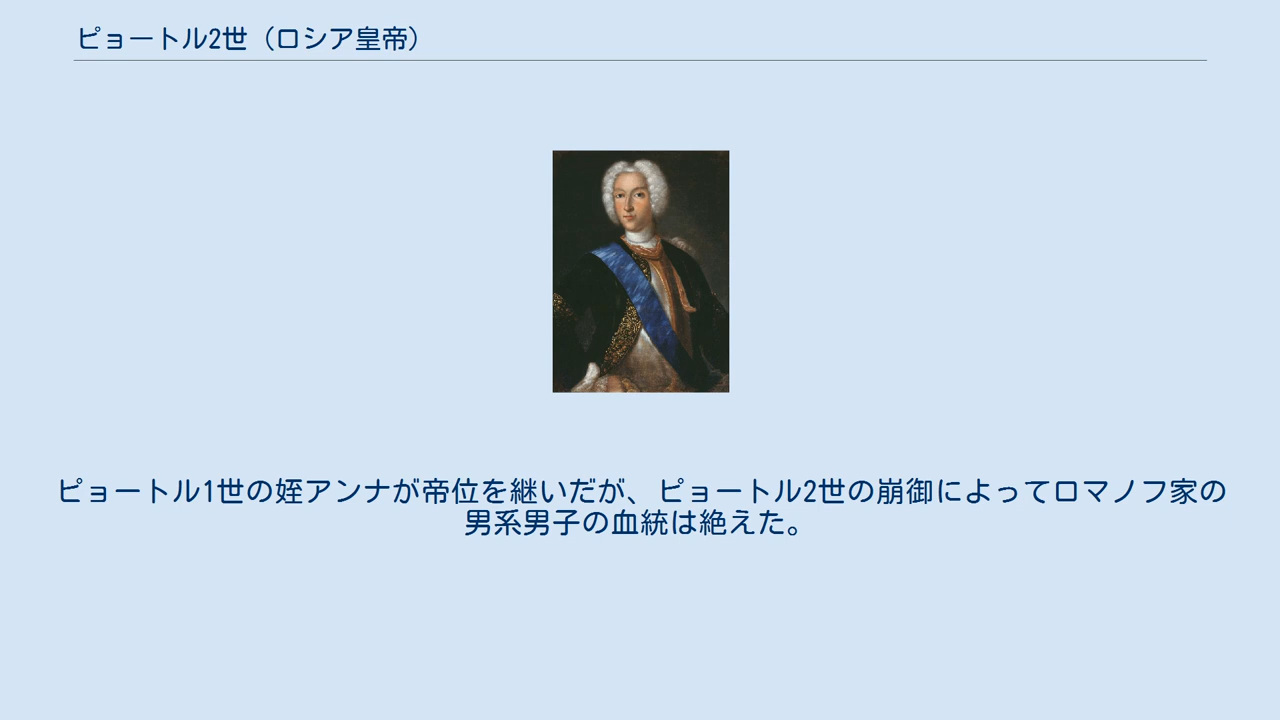 ピョートル2世（ロシア皇帝）
ピョートル1世の姪アンナが帝位を継いだが、ピョートル2世の崩御によってロマノフ家の
男系男子の血統は絶えた。